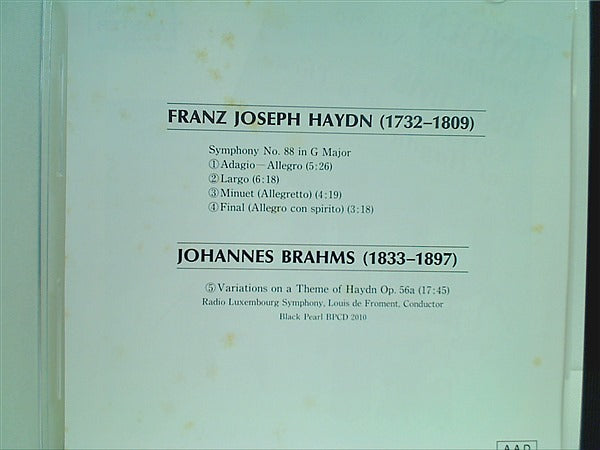 FRANZ JOSEPH HAYDN (1732–1809)
Symphony No. 88 in G Major
①Adagio—Allegro (5:26)
②Largo (6:18)
③Minuet (Allegretto) (4:19)
④Final (Allegro con spirito) (3:18)
JOHANNES BRAHMS (1833–1897)
⑤Variations on a Theme of Haydn Op. 56a (17:45)
Radio Luxembourg Symphony, Louis de Froment, Conductor
Black Pearl BPCD 2010
AAD